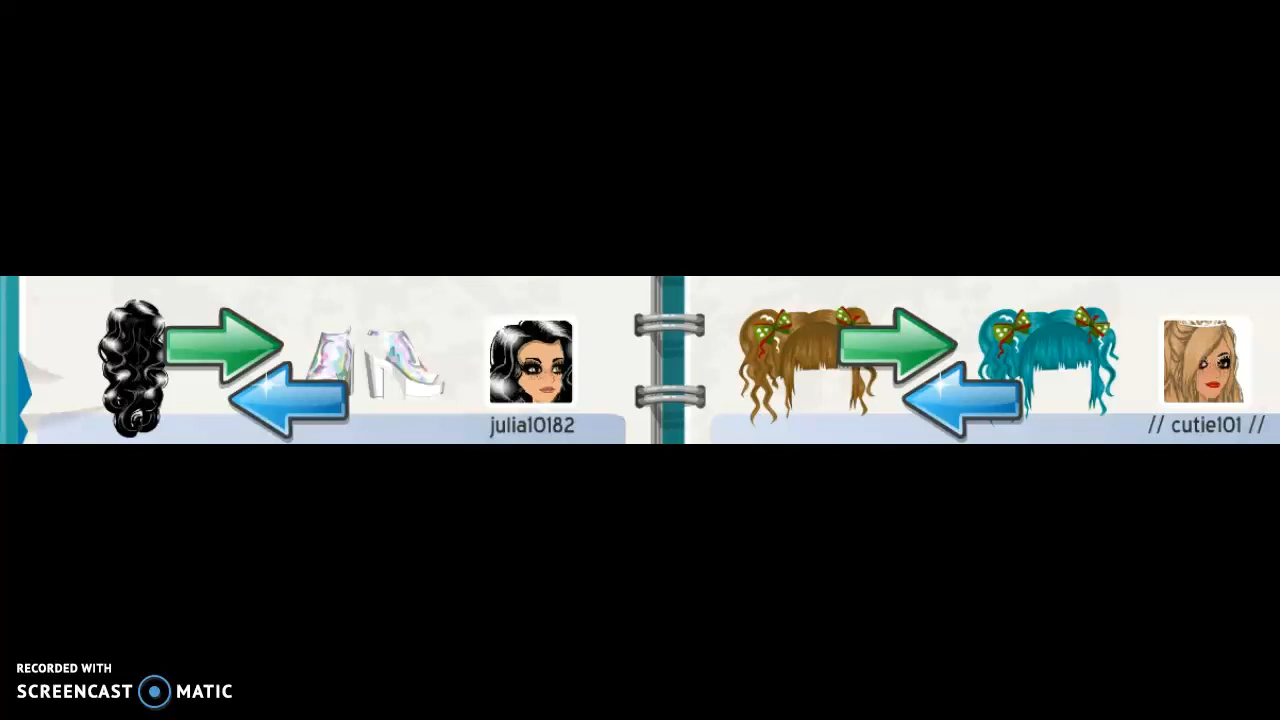 julia10182
// cutie101 //
RECORDED WITH
SCREENCAST MATIC